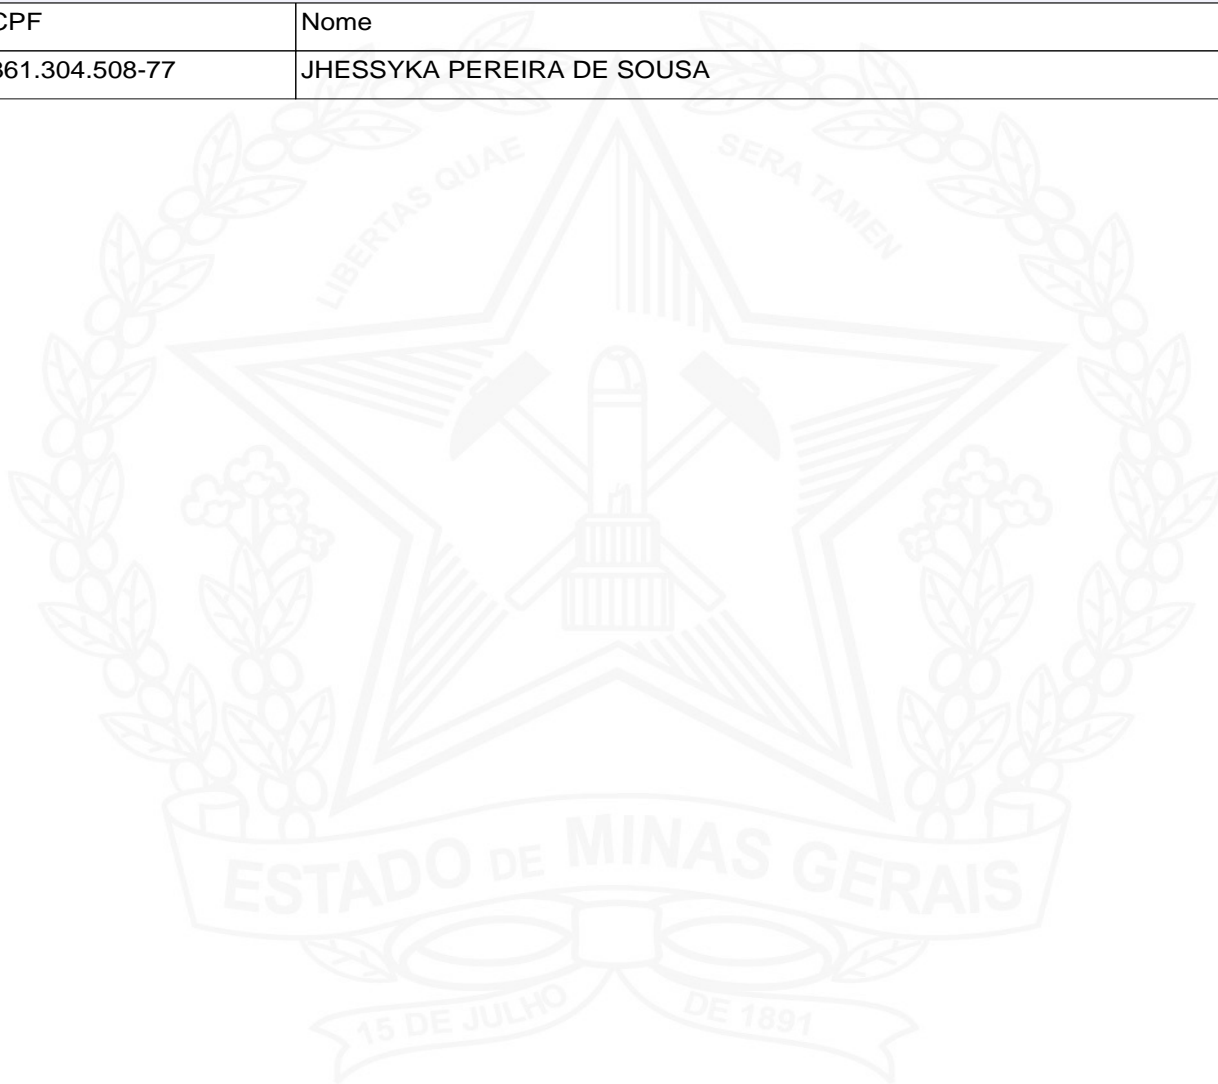 CPF Nome
861.304.508-77 JHESSYKA PEREIRA DE SOUSA
LIBERTAS QUAE SERA TAMEN
ESTADO DE MINAS GERAIS
15 DE JULHO DE 1891